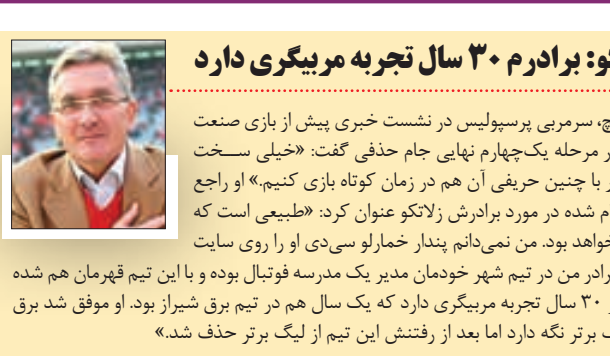 کو: برادرم ۳۰ سال تجربه مربیگری دارد
چ، سرمربی پرسپولیس در نشست خبری پیش از بازی صنعت
ر مرحله یک‌چهارم نهایی جام حذفی گفت: «خیلی سـخت
ر با چنین حریفی آن هم در زمان کوتاه بازی کنیم.» او راجع
م شده در مورد برادرش زلاتکو عنوان کرد: «طبیعی است که
خواهد بود. من نمی‌دانم پندار خمارلو سی‌دی او را روی سایت
رادر من در تیم شهر خودمان مدیر یک مدرسه فوتبال بوده و با این تیم قهرمان هم شده
و ۳۰ سال تجربه مربیگری دارد که یک سال هم در تیم برق شیراز بود. او موفق شد برق
گ برتر نگه دارد اما بعد از رفتنش این تیم از لیگ برتر حذف شد.»